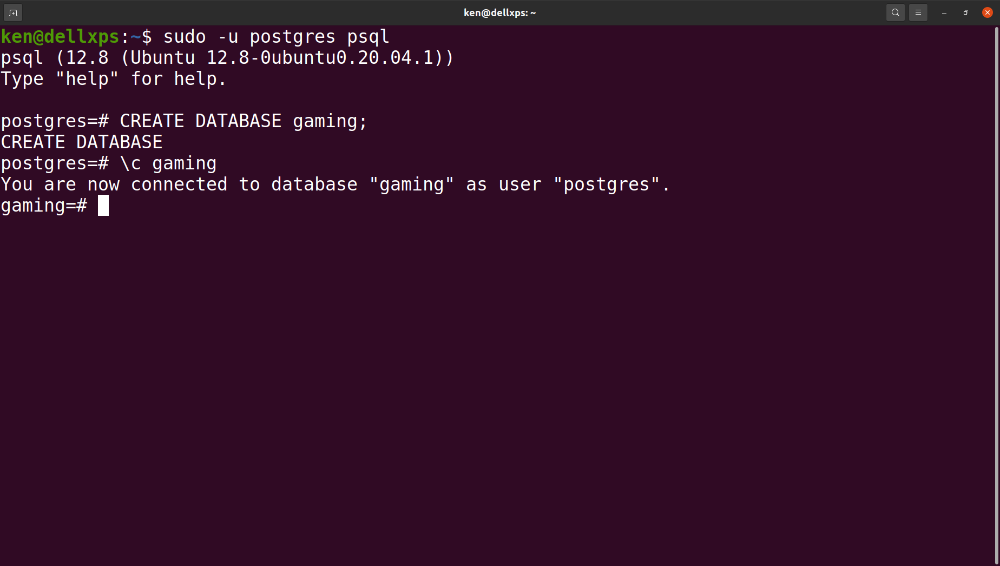 ken@dellxps: ~
ken@dellxps:~$ sudo -u postgres psql
psql (12.8 (Ubuntu 12.8-0ubuntu0.20.04.1))
Type "help" for help.
postgres=# CREATE DATABASE gaming;
CREATE DATABASE
postgres=# \c gaming
You are now connected to database "gaming" as user "postgres".
gaming=#